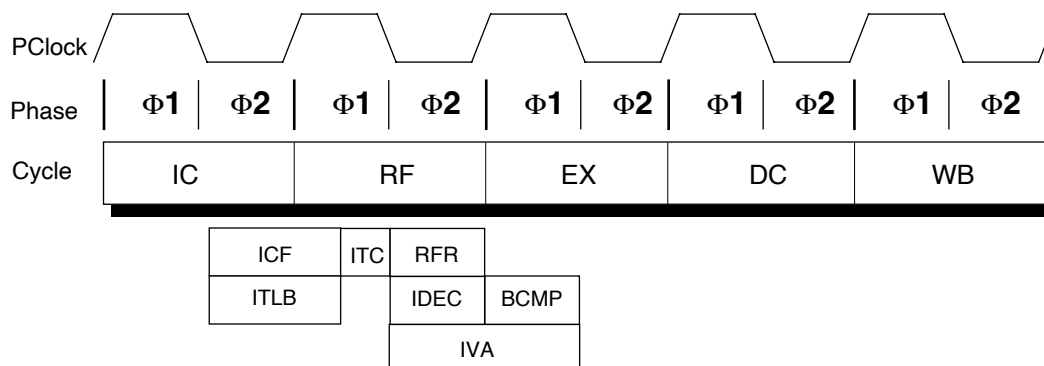 PClock
Phase Φ1 Φ2 Φ1 Φ2 Φ1 Φ2 Φ1 Φ2 Φ1 Φ2
Cycle IC RF EX DC WB
ICF ITC RFR
ITLB IDEC BCMP
IVA